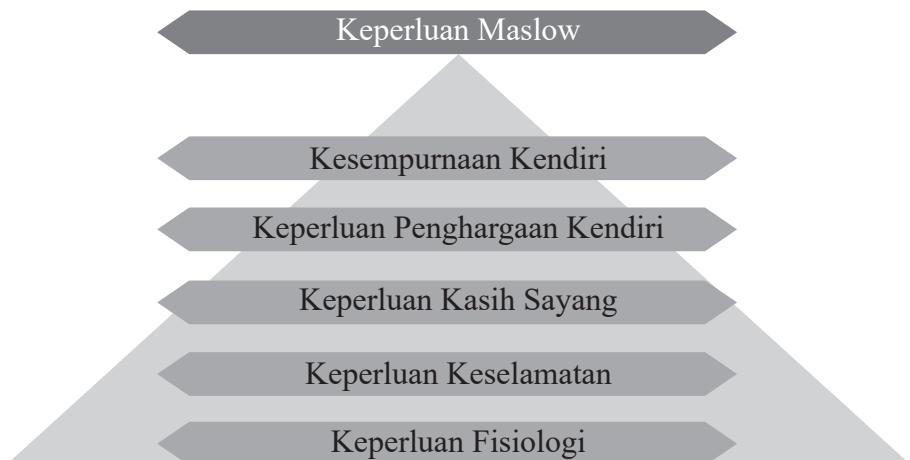 Keperluan Maslow
Kesempurnaan Kendiri
Keperluan Penghargaan Kendiri
Keperluan Kasih Sayang
Keperluan Keselamatan
Keperluan Fisiologi